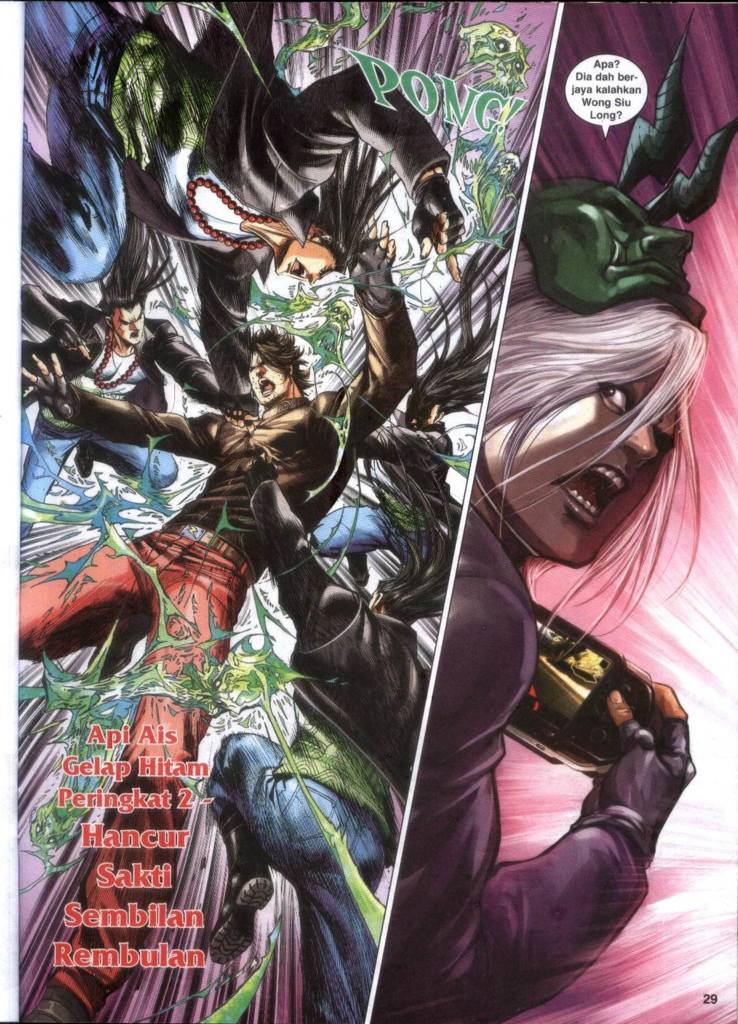 PONG!
Apa?
Dia dah ber-
jaya kalahkan
Wong Siu
Long?
Api Ais
Gelap Hitam
Peringkat 2 -
Hancur
Sakti
Sembilan
Rembulan
29